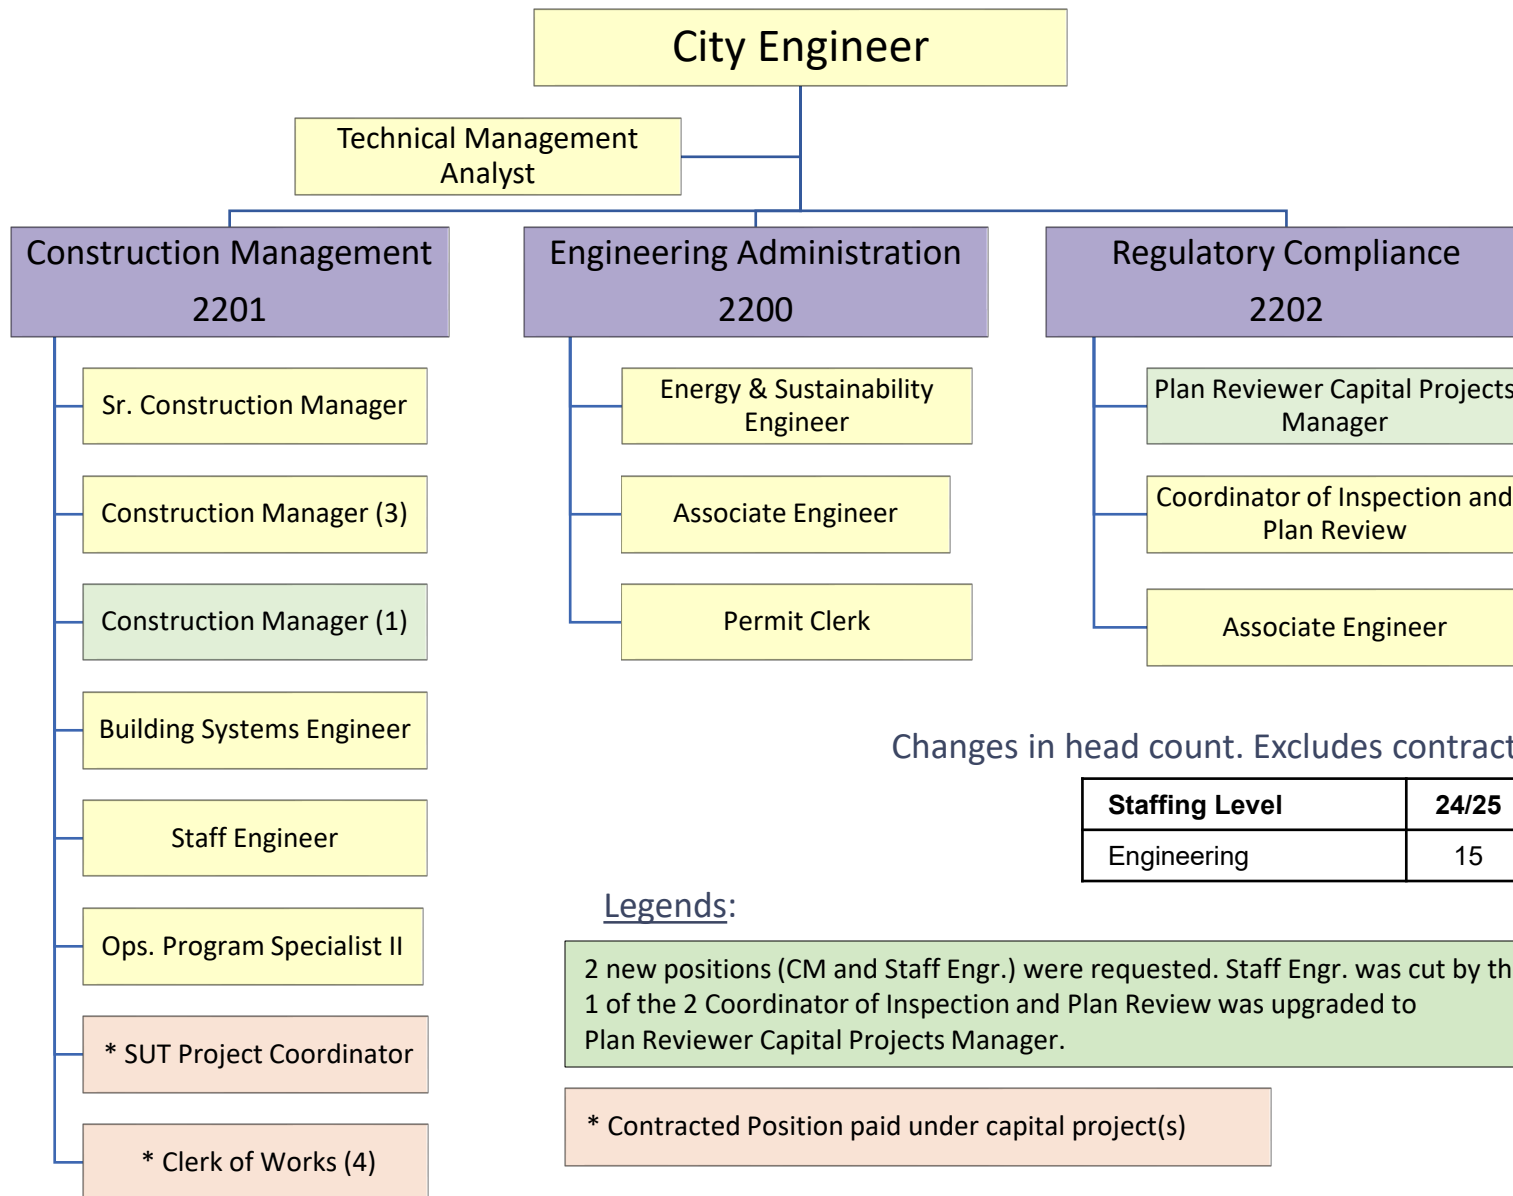 City Engineer
Technical Management
Analyst
Construction Management
2201
Engineering Administration
2200
Regulatory Compliance
2202
Sr. Construction Manager
Construction Manager (3)
Construction Manager (1)
Building Systems Engineer
Staff Engineer
Ops. Program Specialist II
* SUT Project Coordinator
* Clerk of Works (4)
Energy & Sustainability
Engineer
Associate Engineer
Permit Clerk
Plan Reviewer Capital Projects
Manager
Coordinator of Inspection and
Plan Review
Associate Engineer
Changes in head count. Excludes contract
Staffing Level 24/25
Engineering 15
Legends:
2 new positions (CM and Staff Engr.) were requested. Staff Engr. was cut by th
1 of the 2 Coordinator of Inspection and Plan Review was upgraded to
Plan Reviewer Capital Projects Manager.
* Contracted Position paid under capital project(s)